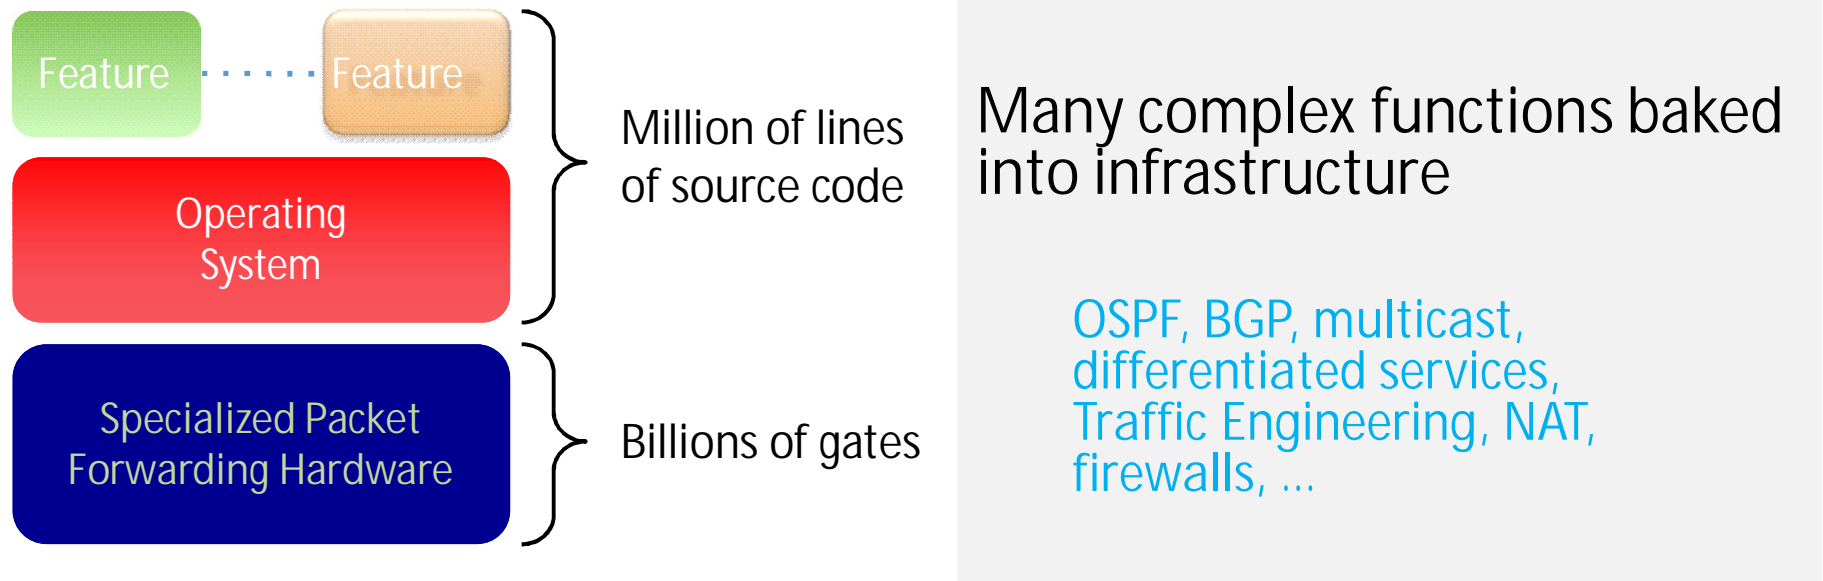 Feature
Feature
Operating
System
Specialized Packet
Forwarding Hardware
Million of lines
of source code
Billions of gates
Many complex functions baked
into infrastructure
OSPF, BGP, multicast,
differentiated services,
Traffic Engineering, NAT,
firewalls, ...